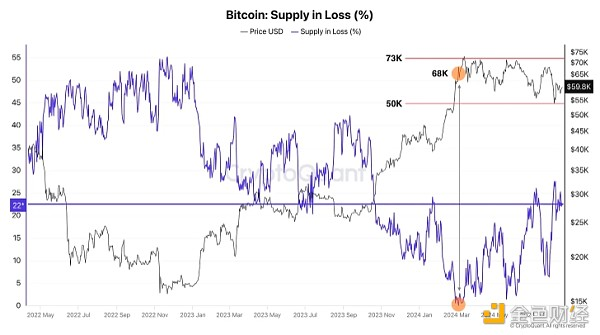 Bitcoin: Supply in Loss (%)
— Price USD — Supply in Loss (%)
55
50
45
40
35
30
25
22*
20
15
10
5
0
73K
68K
50K
$75K
$70K
$65K
$59.8K
$55K
$50K
$45K
$40K
$35K
$30K
$25K
$20K
$15K
CryptoQuant
2022 May
2022 Jul
2022 Sep
2022 Nov
2023 Jan
2023 Mar
2023 May
2023 Jul
2023 Sep
2023 Nov
2024 Jan
2024 Mar
2024 May
金色财经